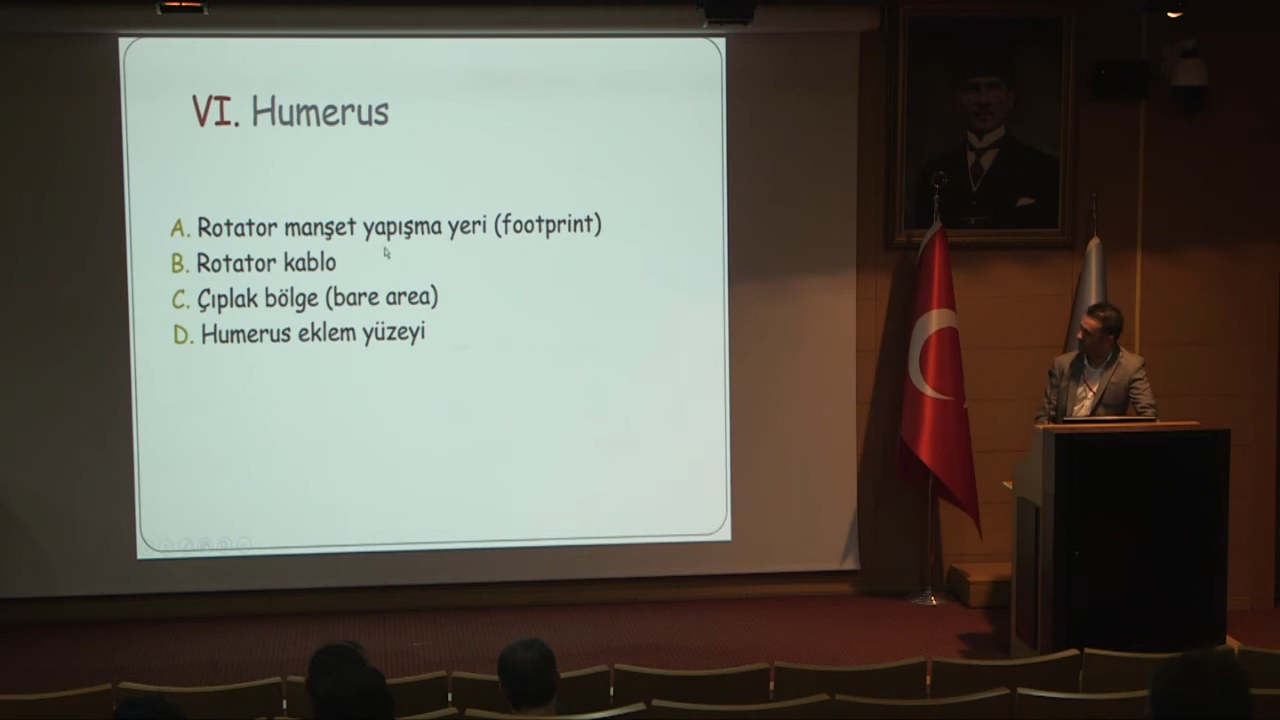 VI. Humerus
A. Rotator manşet yapışma yeri (footprint)
B. Rotator kablo
C. Çıplak bölge (bare area)
D. Humerus eklem yüzeyi